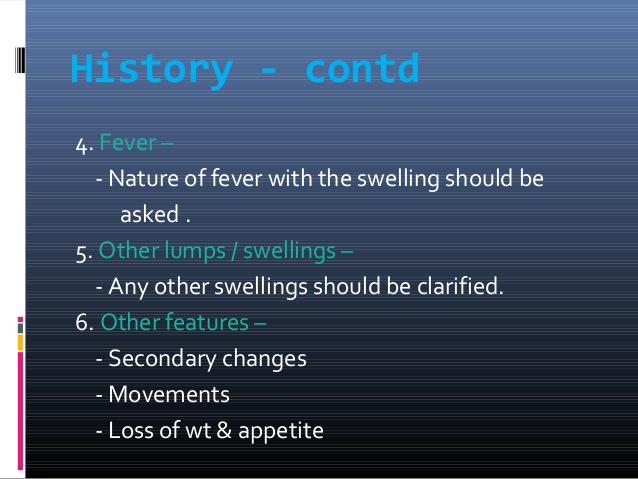 History - contd
4. Fever –
- Nature of fever with the swelling should be
asked .
5. Other lumps / swellings –
- Any other swellings should be clarified.
6. Other features –
- Secondary changes
- Movements
- Loss of wt & appetite